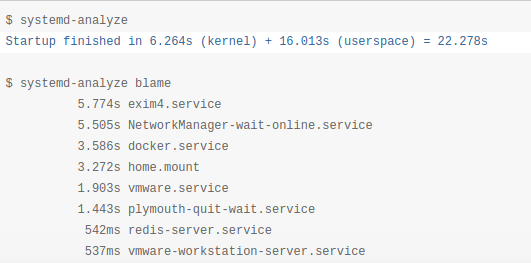 $ systemd-analyze
Startup finished in 6.264s (kernel) + 16.013s (userspace) = 22.278s
$ systemd-analyze blame
5.774s exim4.service
5.505s NetworkManager-wait-online.service
3.586s docker.service
3.272s home.mount
1.903s vmware.service
1.443s plymouth-quit-wait.service
542ms redis-server.service
537ms vmware-workstation-server.service